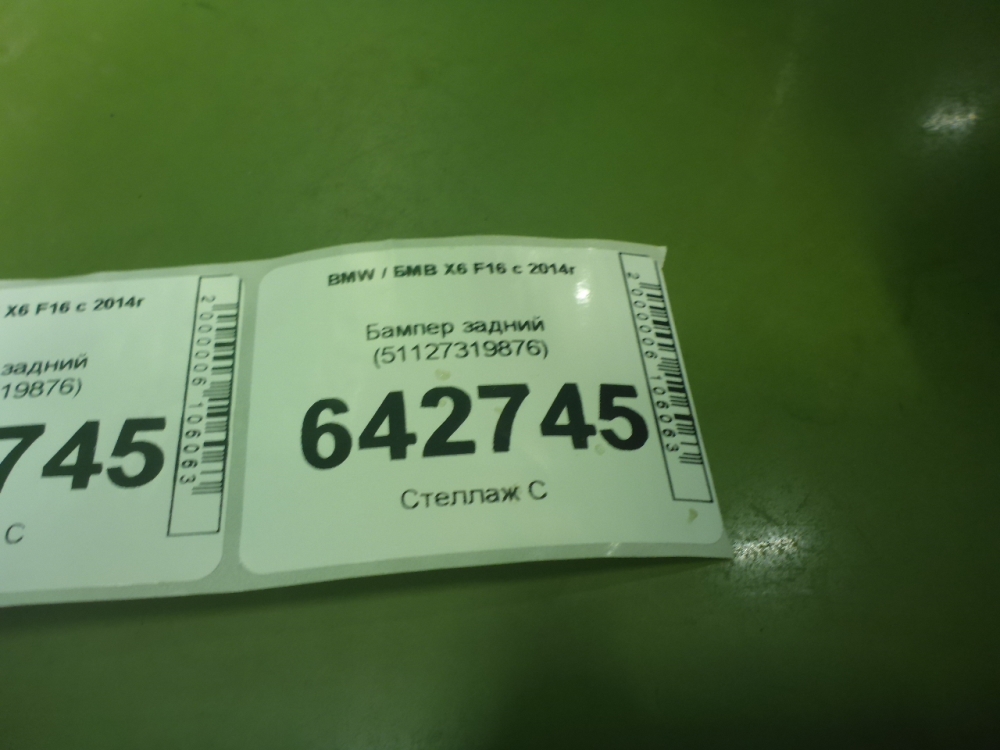 X6 F16 с 2014г
задний
19876)
745
С
2000006106063
BMW / БМВ X6 F16 с 2014г
Бампер задний
(51127319876)
642745
Стеллаж С
2000006106063